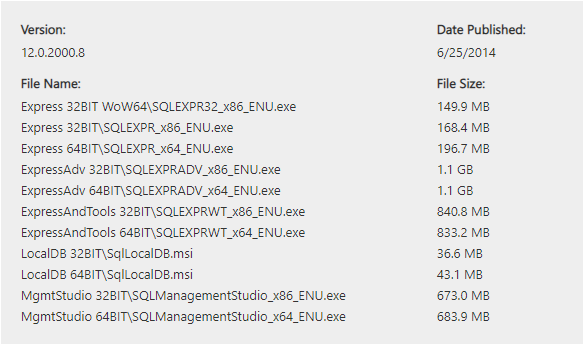 Version: Date Published:
12.0.2000.8 6/25/2014
File Name: File Size:
Express 32BIT WoW64\SQLEXPR32_x86_ENU.exe 149.9 MB
Express 32BIT\SQLEXPR_x86_ENU.exe 168.4 MB
Express 64BIT\SQLEXPR_x64_ENU.exe 196.7 MB
ExpressAdv 32BIT\SQLEXPRADV_x86_ENU.exe 1.1 GB
ExpressAdv 64BIT\SQLEXPRADV_x64_ENU.exe 1.1 GB
ExpressAndTools 32BIT\SQLEXPRWT_x86_ENU.exe 840.8 MB
ExpressAndTools 64BIT\SQLEXPRWT_x64_ENU.exe 833.2 MB
LocalDB 32BIT\SqlLocalDB.msi 36.6 MB
LocalDB 64BIT\SqlLocalDB.msi 43.1 MB
MgmtStudio 32BIT\SQLManagementStudio_x86_ENU.exe 673.0 MB
MgmtStudio 64BIT\SQLManagementStudio_x64_ENU.exe 683.9 MB